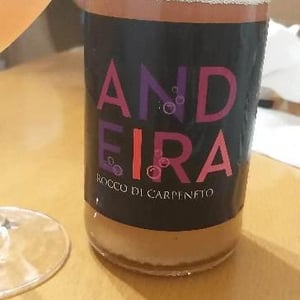 AND
EIRA
ROCCO DI CARPENETO